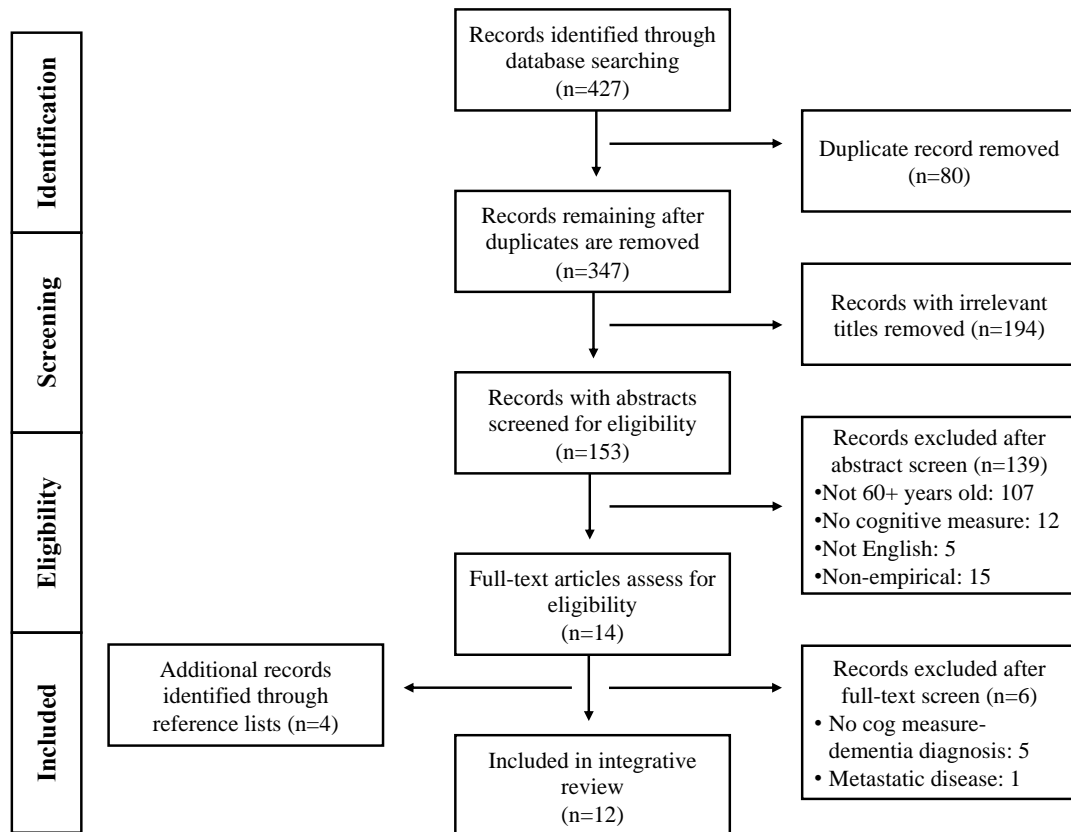 Identification
Records identified through
database searching
(n=427)
Duplicate record removed
(n=80)
Records remaining after
duplicates are removed
(n=347)
Screening
Records with irrelevant
titles removed (n=194)
Records with abstracts
screened for eligibility
(n=153)
Eligibility
Records excluded after
abstract screen (n=139)
•Not 60+ years old: 107
•No cognitive measure: 12
•Not English: 5
•Non-empirical: 15
Full-text articles assess for
eligibility
(n=14)
Included
Additional records
identified through
reference lists (n=4)
Records excluded after
full-text screen (n=6)
• No cog measure-
dementia diagnosis: 5
• Metastatic disease: 1
Included in integrative
review
(n=12)